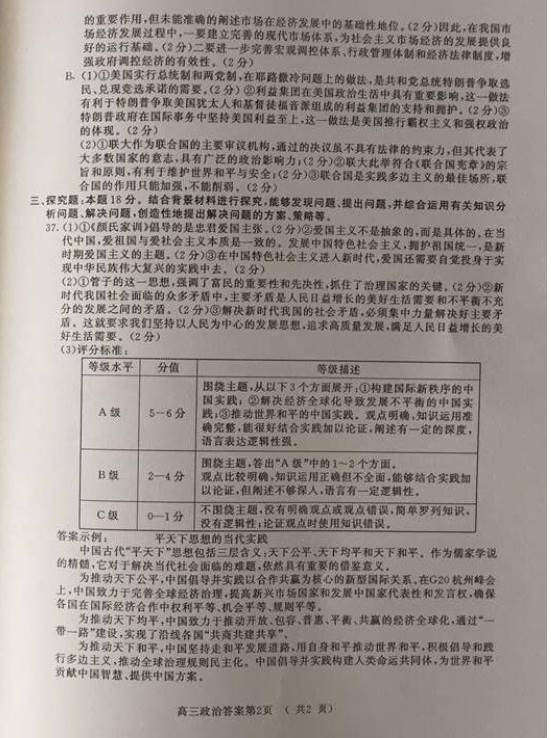 的重要作用,但未能准确的阐述市场在经济发展中的基础性地位。(2分)因此,在我国市
场经济发展过程中,一要建立完善的现代市场体系,为社会主义市场经济的发展提供良
好的运行基础。(2分)二要进一步完善宏观调控体系、行政管理体制和经济法律制度,增
强政府调控经济的有效性。(2分)
B. (1)①美国实行总统制和两党制,在耶路撒冷问题上的做法,是共和党总统特朗普争取选
民、兑现竞选承诺的需要。(2分)②利益集团在美国政治生活中具有重要影响,这一做法
有利于特朗普争取美国犹太人和基督徒福音派组成的利益集团的支持和拥护。(2分)③
特朗普政府在国际事务中坚持美国利益至上,这一做法是美国推行霸权主义和强权政治
的体现。(2分)
(2)①联大作为联合国的主要审议机构,通过的决议虽不具有法律的约束力,但其代表了
大多数国家的意志,具有广泛的政治影响力;(2分)②联大此举符合《联合国宪章》的宗
旨和原则,有利于维护世界和平与安全;(2分)③联合国是实践多边主义的最佳场所,联
合国的作用只能加强,不能削弱。(2分)
三、探究题:本题18分。结合背景材料进行探究,能够发现问题、提出问题,并综合运用有关知识分
析问题、解决问题,创造性地提出解决问题的方案、策略等。
37. (1)①《颜氏家训》倡导的是忠君爱国主张。(2分)②爱国主义不是抽象的,而是具体的。在当
代中国,爱祖国与爱社会主义本质是一致的。发展中国特色社会主义,拥护祖国统一,是新
时期爱国主义的主题。(2分)③在中国特色社会主义进入新时代,爱国还需要自觉投身于实
现中华民族伟大复兴的实践中去。(2分)
(2)①管子的这一思想,强调了富民的重要性和先决性,抓住了治理国家的关键。(2分)②新
时代我国社会面临的众多矛盾中,主要矛盾是人民日益增长的美好生活需要和不平衡不充
分的发展之间的矛盾。(2分)③解决新时代我国的社会矛盾,必须集中力量解决好主要矛
盾。这就要求我们坚持以人民为中心的发展思想,追求高质量发展,满足人民日益增长的美
好生活需要。(2分)
(3)评分标准:
等级水平 分值 等级描述
围绕主题,从以下3个方面展开:①构建国际新秩序的中
国实践;②解决经济全球化导致发展不平衡的中国实
A级 5—6分 践;③推动世界和平的中国实践。观点明确,知识运用准
确完整,能很好结合实践加以论证,阐述有一定的深度,
语言表达逻辑性强。
围绕主题,答出“A级”中的1~2个方面。
B级 2—4分 观点比较明确,知识运用正确但不全面,能够结合实践加
以论证,但阐述不够深入,语言有一定逻辑性。
C级 0—1分 不围绕主题,没有明确观点或观点错误,简单罗列知识,
没有逻辑性;论证观点时使用知识错误。
答案示例: 平天下思想的当代实践
中国古代“平天下”思想包括三层含义:天下公平、天下均平和天下和平。作为儒家学说
的精髓,它对于解决当代社会面临的难题,依然具有重要的借鉴意义。
为推动天下公平,中国倡导并实践以合作共赢为核心的新型国际关系。在G20杭州峰会
上,中国致力于完善全球经济治理,提高新兴市场国家和发展中国家代表性和发言权,确保
各国在国际经济合作中权利平等、机会平等、规则平等。
为推动天下均平,中国致力于推动开放、包容、普惠、平衡、共赢的经济全球化,通过“一
带一路”建设,实现了沿线各国“共商共建共享”、
为推动天下和平,中国坚持走和平发展道路,用自身和平推动世界和平,积极倡导和践
行多边主义,推动全球治理规则民主化。中国倡导并实践构建人类命运共同体,为世界和平
贡献中国智慧、提供中国方案。
高三政治答案第2页 (共2页)